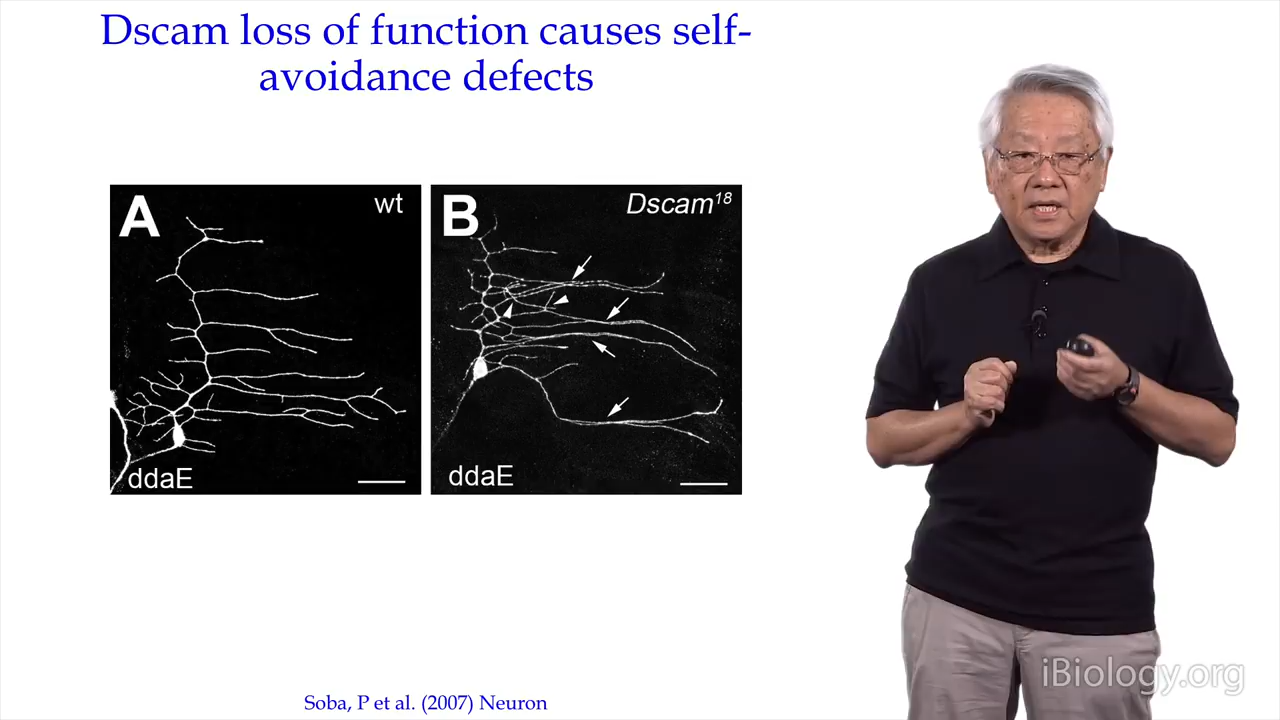 Dscam loss of function causes self-
avoidance defects
A
wt
B
Dscam18
ddaE
ddaE
Soba, P et al. (2007) Neuron
iBiology.org